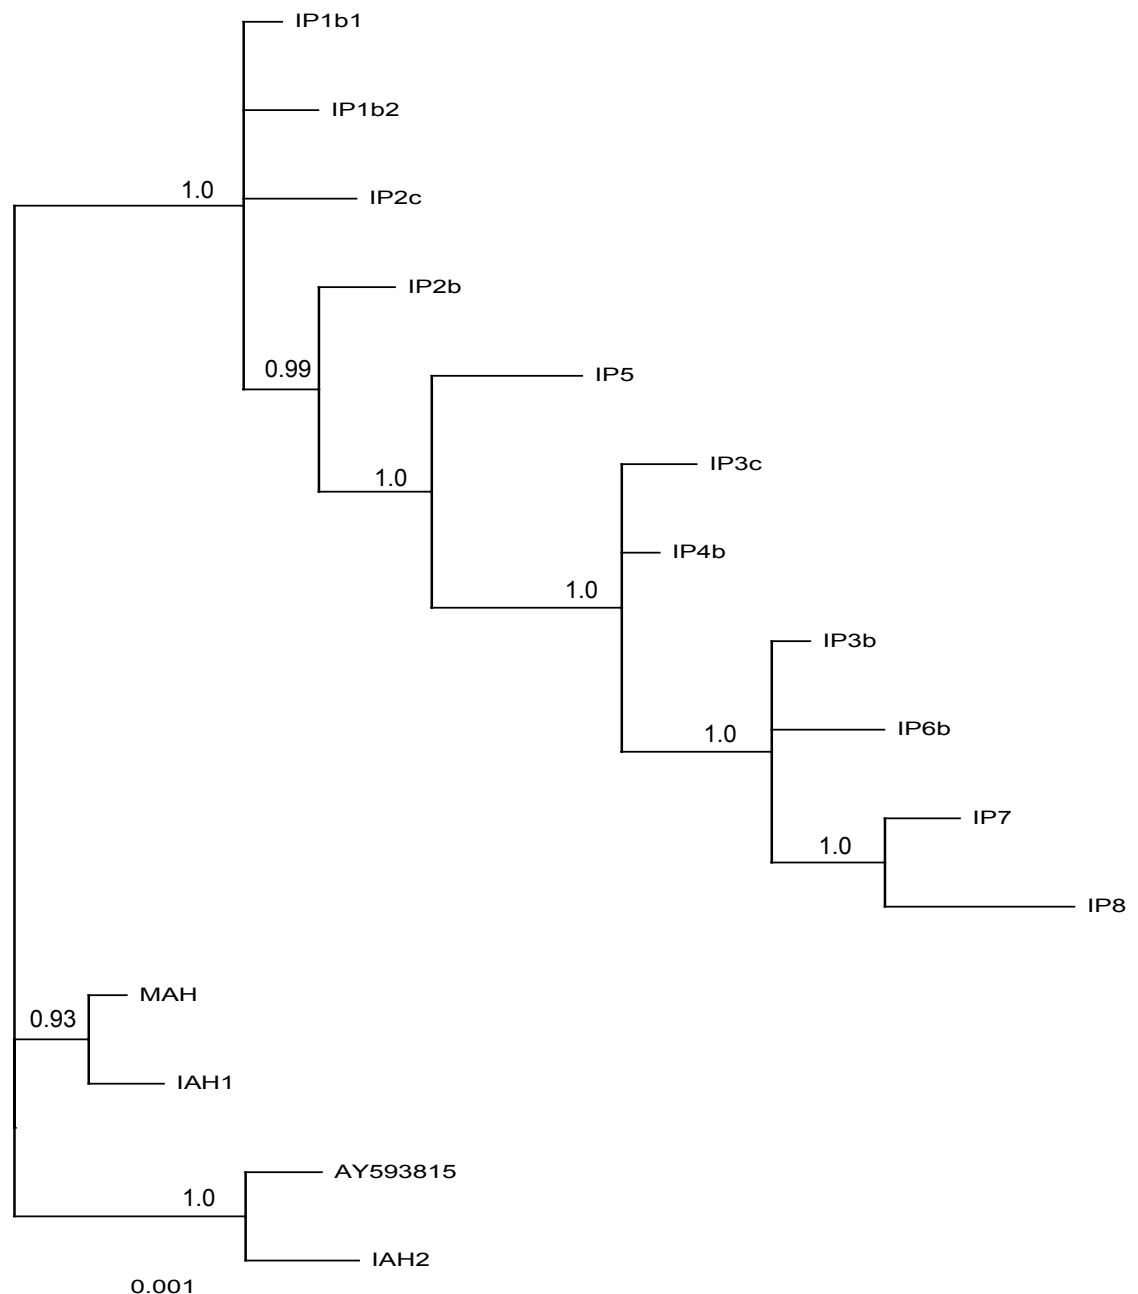 IP1b1
IP1b2
1.0
IP2c
IP2b
0.99
IP5
IP3c
1.0
IP4b
1.0
IP3b
IP6b
1.0
IP7
1.0
IP8
MAH
0.93
IAH1
AY593815
1.0
IAH2
0.001